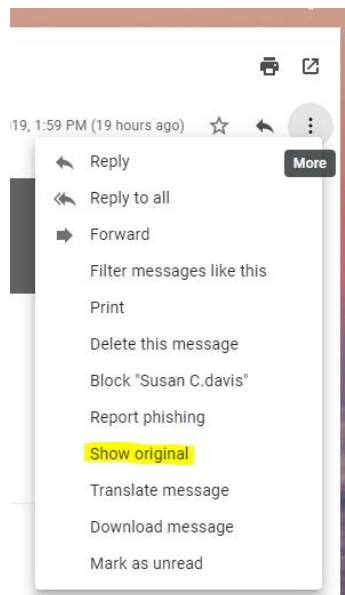 19, 1:59 PM (19 hours ago)
More
Reply
Reply to all
Forward
Filter messages like this
Print
Delete this message
Block "Susan C.davis"
Report phishing
Show original
Translate message
Download message
Mark as unread